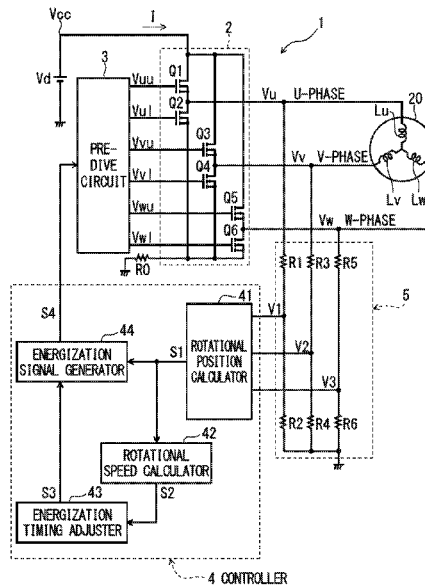 Vcc
I
2
1
Vd
3
Q1
Vuu
Vu
U-PHASE
20
Q2
Vul
Lu
Q3
Vvu
PRE-
DIVE
CIRCUIT
Q4
Vvl
Vv
V-PHASE
Q5
Vwu
Lv
Lw
Vw
W-PHASE
Q6
Vwl
R0
R1
R3
R5
5
S4
41
V1
44
S1
ENERGIZATION
SIGNAL GENERATOR
ROTATIONAL
POSITION
CALCULATOR
V2
V3
42
R2
R4
R6
ROTATIONAL
SPEED CALCULATOR
S3
43
S2
ENERGIZATION
TIMING ADJUSTER
4 CONTROLLER